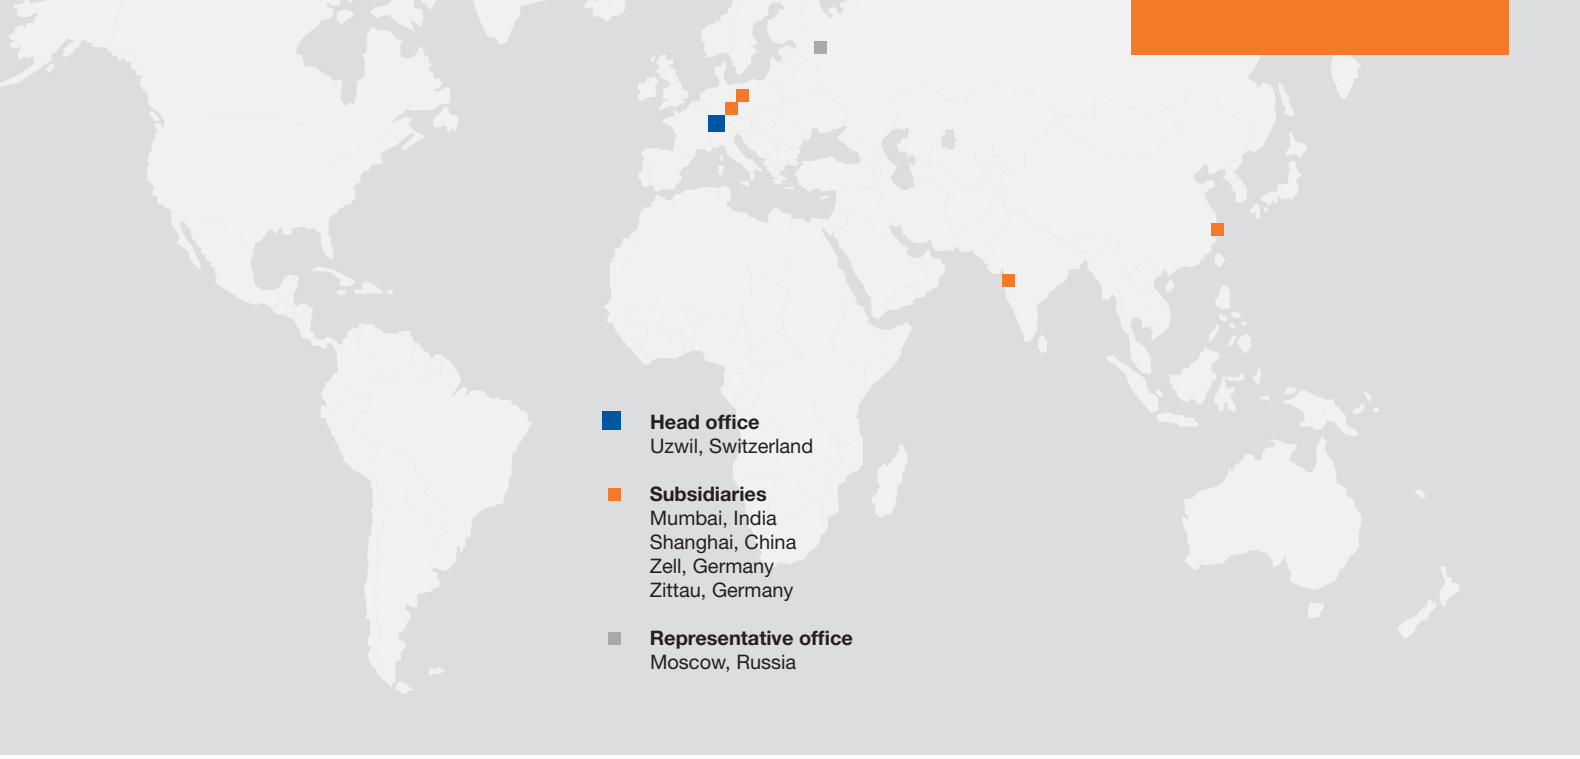 Head office
Uzwil, Switzerland
Subsidiaries
Mumbai, India
Shanghai, China
Zell, Germany
Zittau, Germany
Representative office
Moscow, Russia